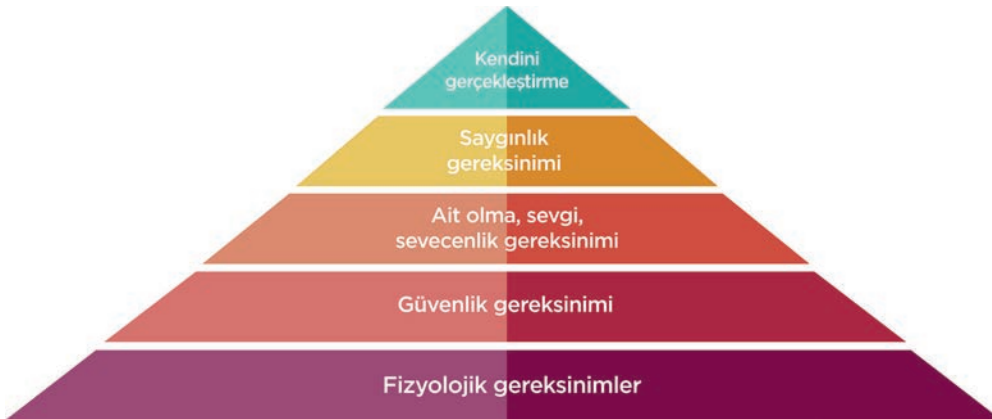 Kendini
gerçekleştirme
Saygınlık
gereksinimi
Ait olma, sevgi,
sevecenlik gereksinimi
Güvenlik gereksinimi
Fizyolojik gereksinimler